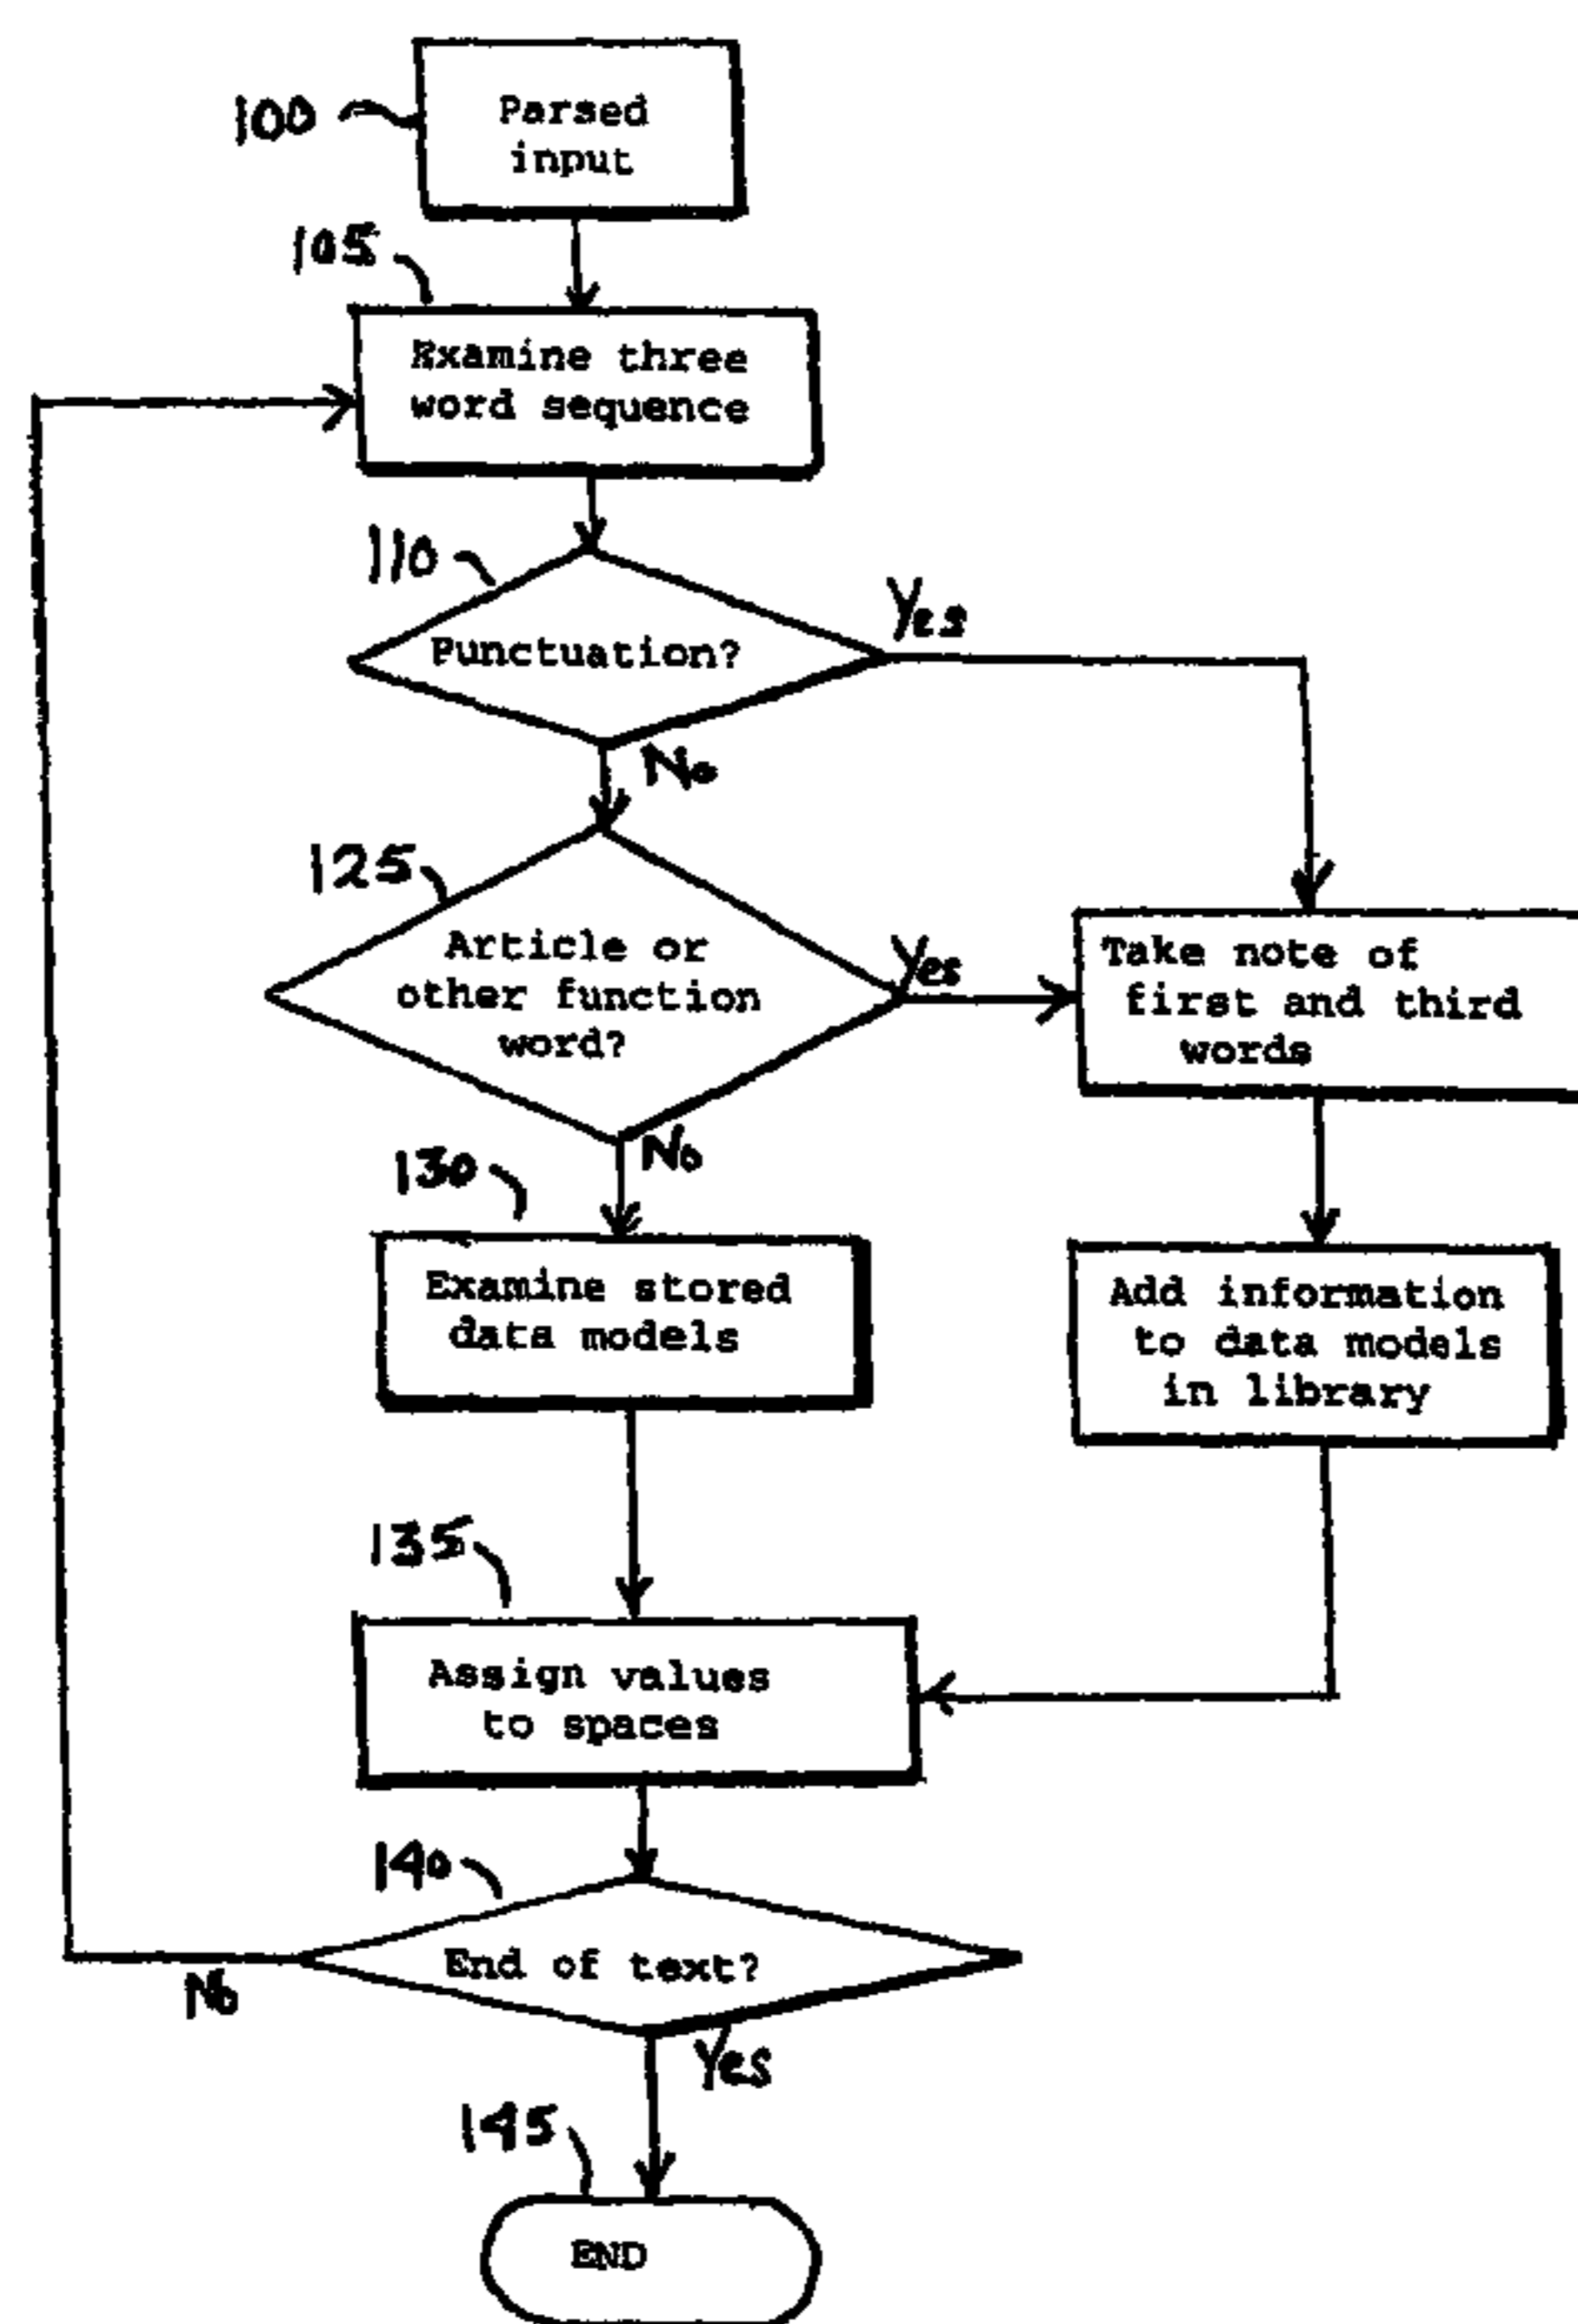 100
Parsed
input
105
Examine three
word sequence
110
Punctuation?
Yes
No
125
Article or
other function
word?
Yes
No
Take note of
first and third
words
130
Examine stored
data models
Add information
to data models
in library
135
Assign values
to spaces
140
End of text?
No
Yes
145
END